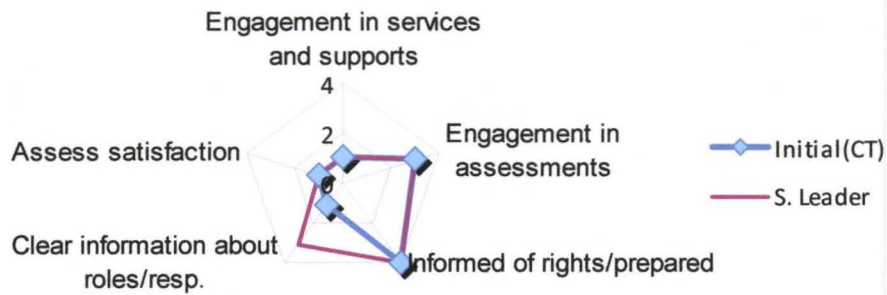 Engagement in services
and supports
4
2
0
Assess satisfaction
Engagement in
assessments
Initial(CT)
S. Leader
Clear information about
roles/resp.
Informed of rights/prepared